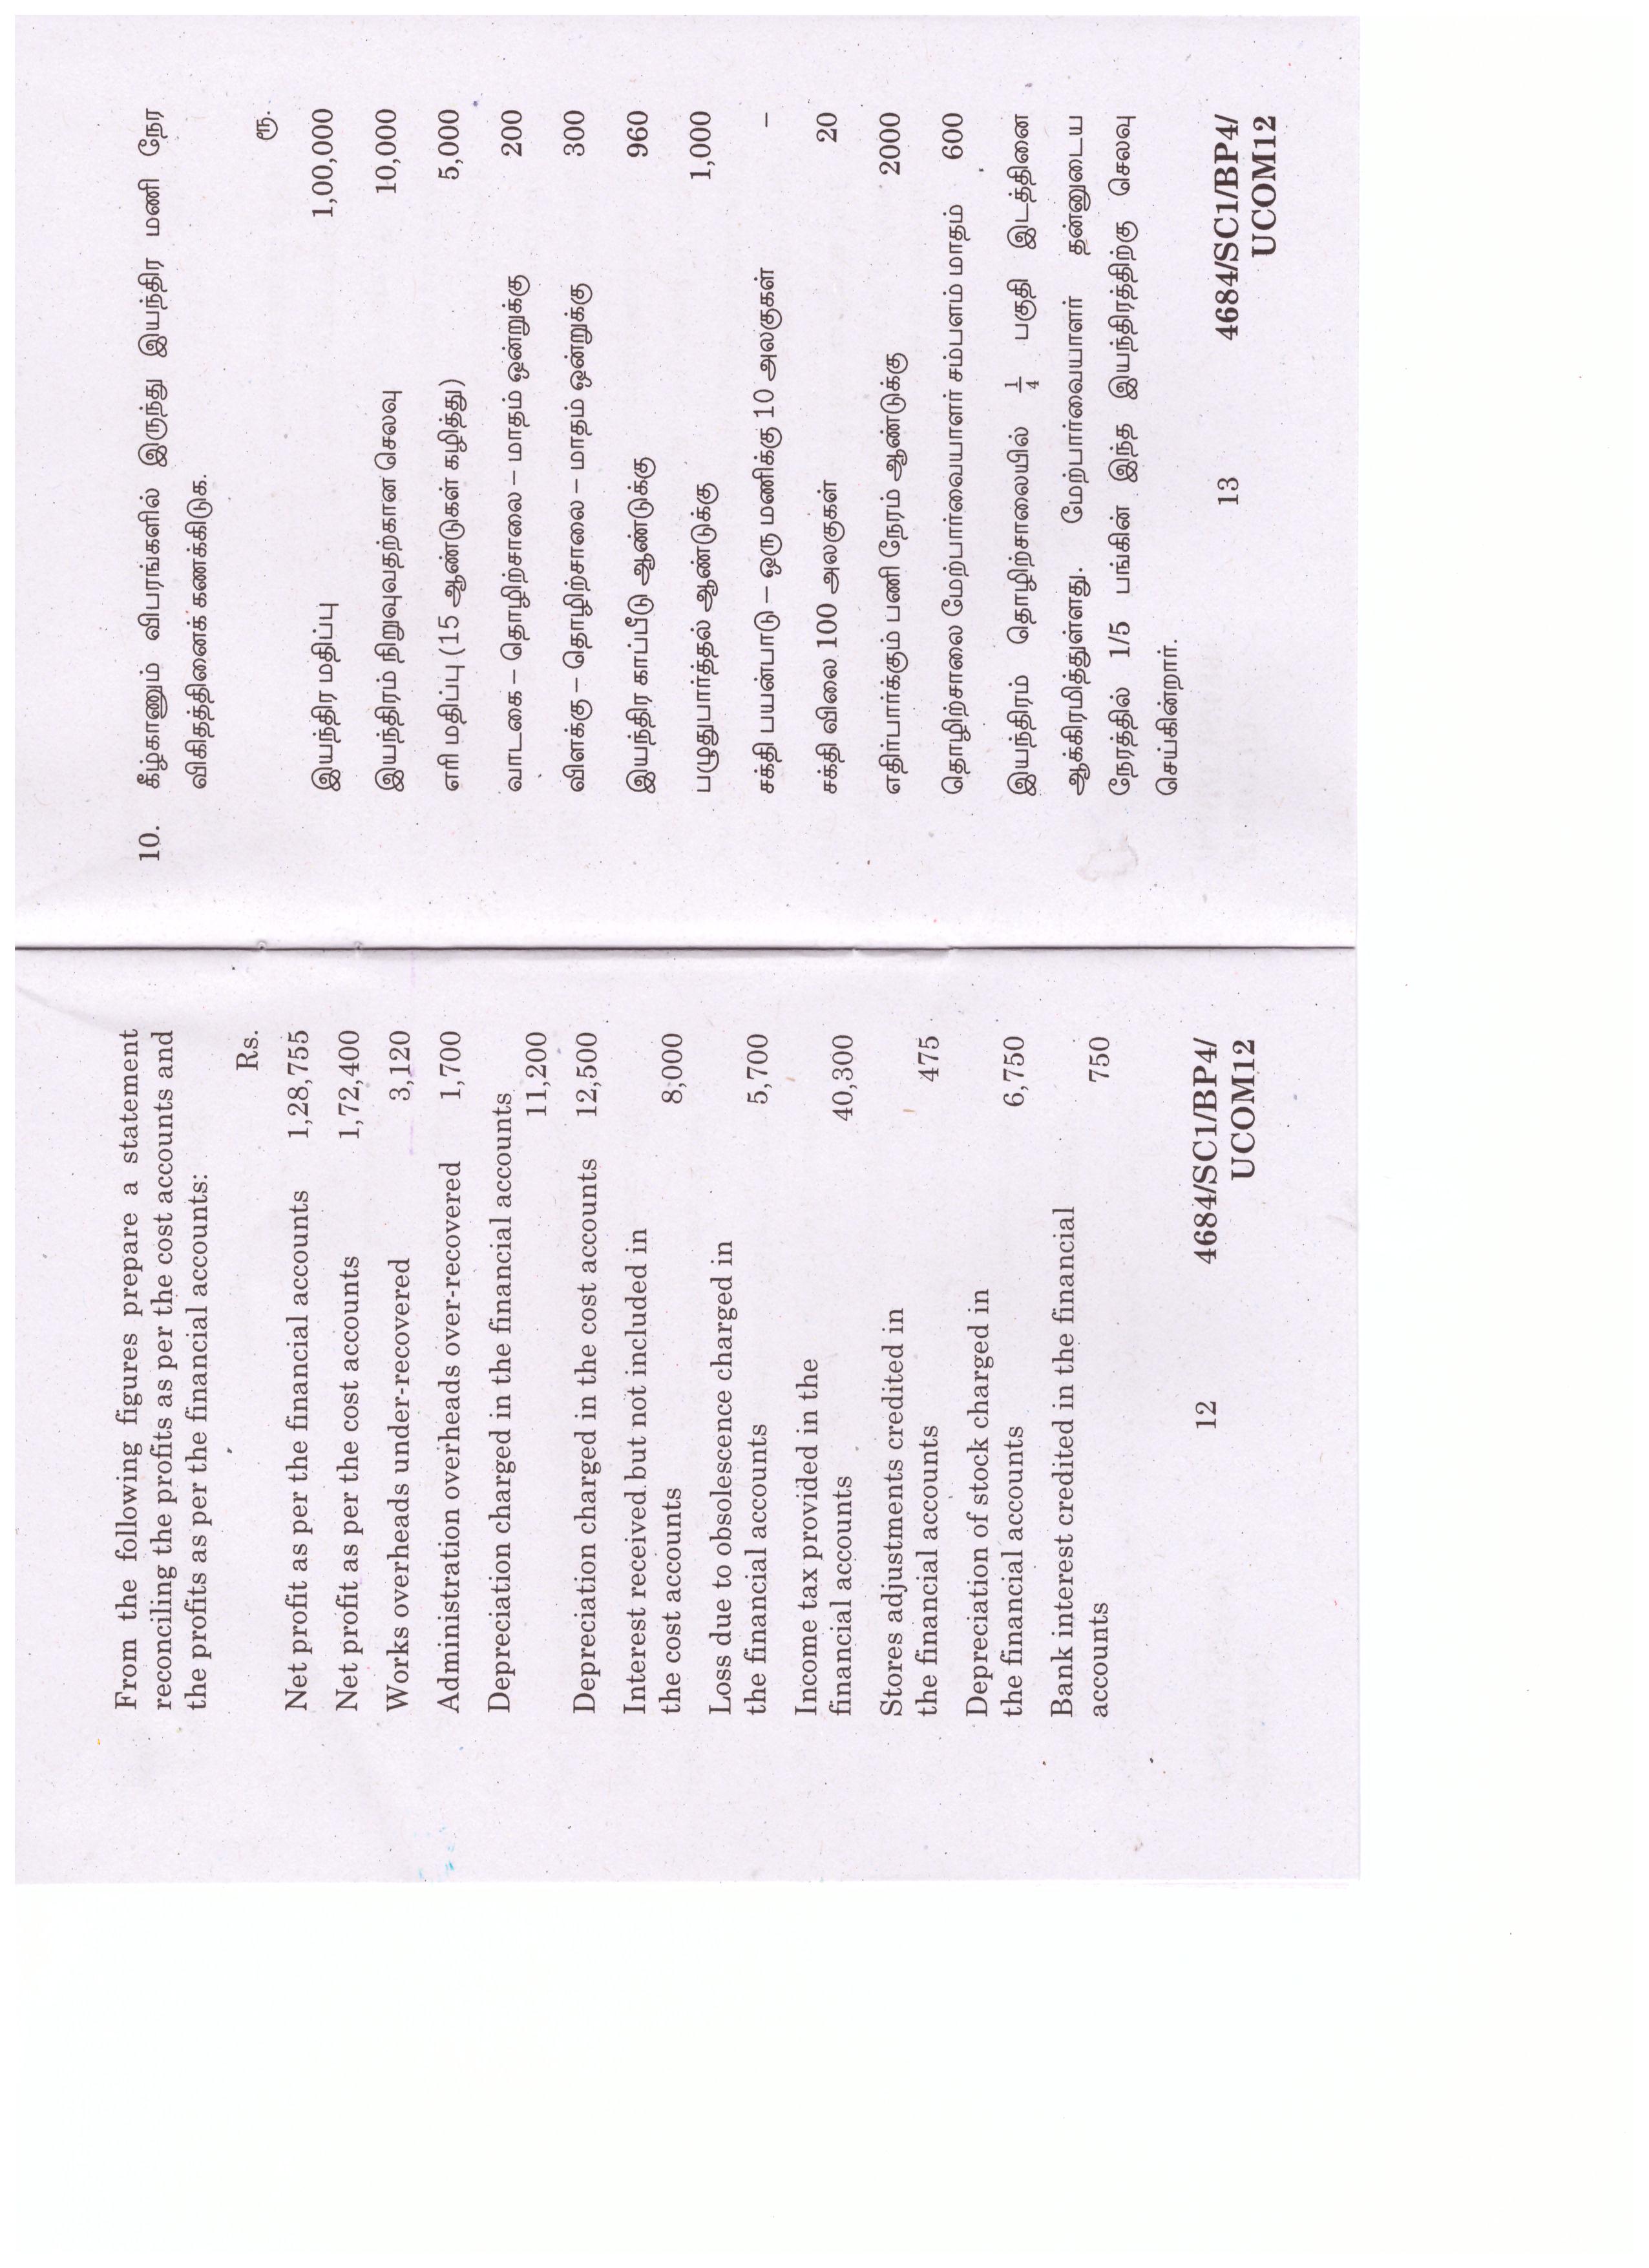 From the following figures prepare a statement
reconciling the profits as per the cost accounts and
the profits as per the financial accounts:
Rs.
Net profit as per the financial accounts 1,28,755
Net profit as per the cost accounts 1,72,400
Works overheads under-recovered 3,120
Administration overheads over-recovered 1,700
Depreciation charged in the financial accounts
11,200
Depreciation charged in the cost accounts 12,500
Interest received but not included in
the cost accounts 8,000
Loss due to obsolescence charged in
the financial accounts 5,700
Income tax provided in the
financial accounts 40,300
Stores adjustments credited in
the financial accounts 475
Depreciation of stock charged in
the financial accounts 6,750
Bank interest credited in the financial
accounts 750
12 4684/SC1/BP4/
UCOM12
10. கீழ்காணும் விபரங்களில் இருந்து இயந்திர மணி நேர
விகிதத்தினைக் கணக்கிடுக.
ரூ.
இயந்திர மதிப்பு 1,00,000
இயந்திரம் நிறுவுவதற்கான செலவு 10,000
எரி மதிப்பு (15 ஆண்டுகள் கழித்து) 5,000
வாடகை – தொழிற்சாலை – மாதம் ஒன்றுக்கு 200
விளக்கு – தொழிற்சாலை – மாதம் ஒன்றுக்கு 300
இயந்திர காப்பீடு ஆண்டுக்கு 960
பழுதுபார்த்தல் ஆண்டுக்கு 1,000
சக்தி பயன்பாடு – ஒரு மணிக்கு 10 அலகுகள் –
சக்தி விலை 100 அலகுகள் 20
எதிர்பார்க்கும் பணி நேரம் ஆண்டுக்கு 2000
தொழிற்சாலை மேற்பார்வையாளர் சம்பளம் மாதம் 600
இயந்திரம் தொழிற்சாலையில் 1/4 பகுதி இடத்தினை
ஆக்கிரமித்துள்ளது. மேற்பார்வையாளர் தன்னுடைய
நேரத்தில் 1/5 பங்கின் இந்த இயந்திரத்திற்கு செலவு
செய்கின்றார்.
13 4684/SC1/BP4/
UCOM12